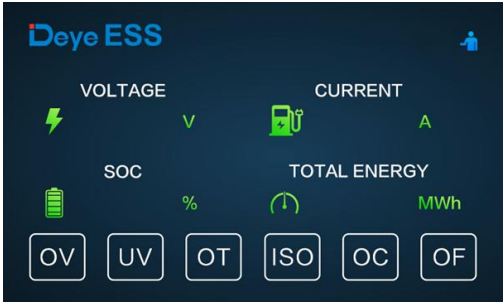 Deye ESS
VOLTAGE
CURRENT
V
A
SOC
TOTAL ENERGY
%
MWh
OV UV OT ISO OC OF